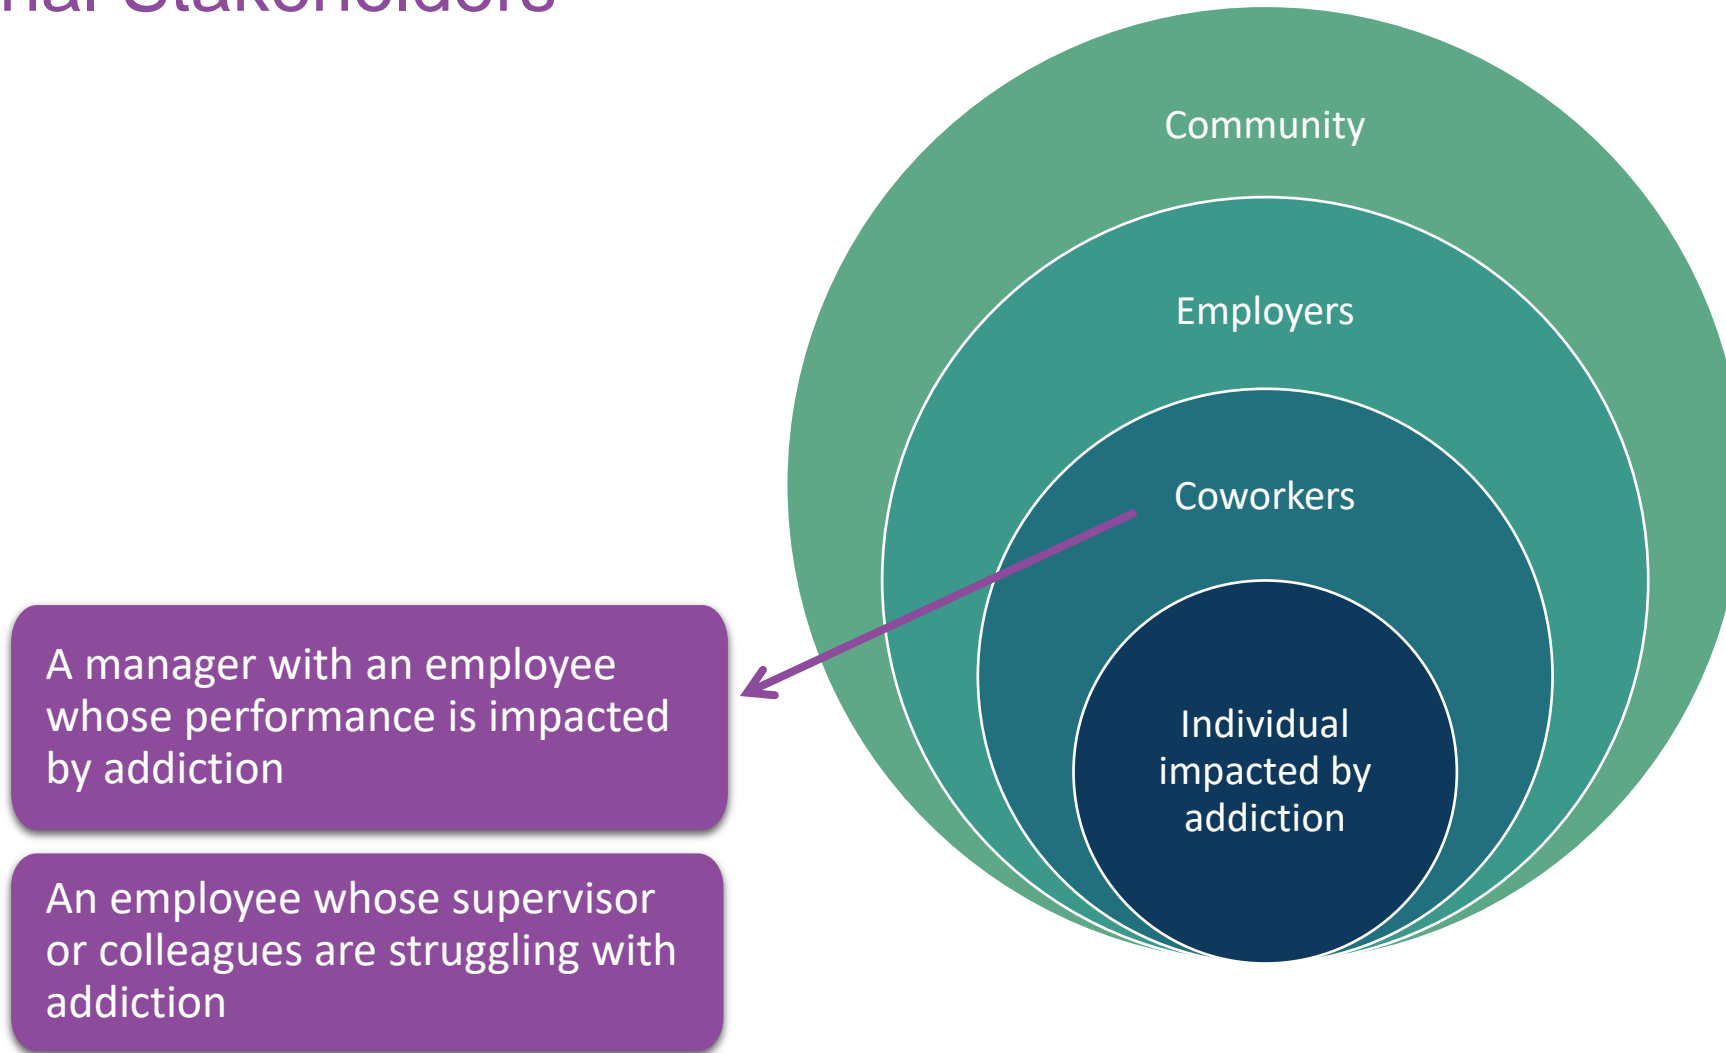 Stakeholders
Community
Employers
Coworkers
Individual
impacted by
addiction
A manager with an employee
whose performance is impacted
by addiction
An employee whose supervisor
or colleagues are struggling with
addiction